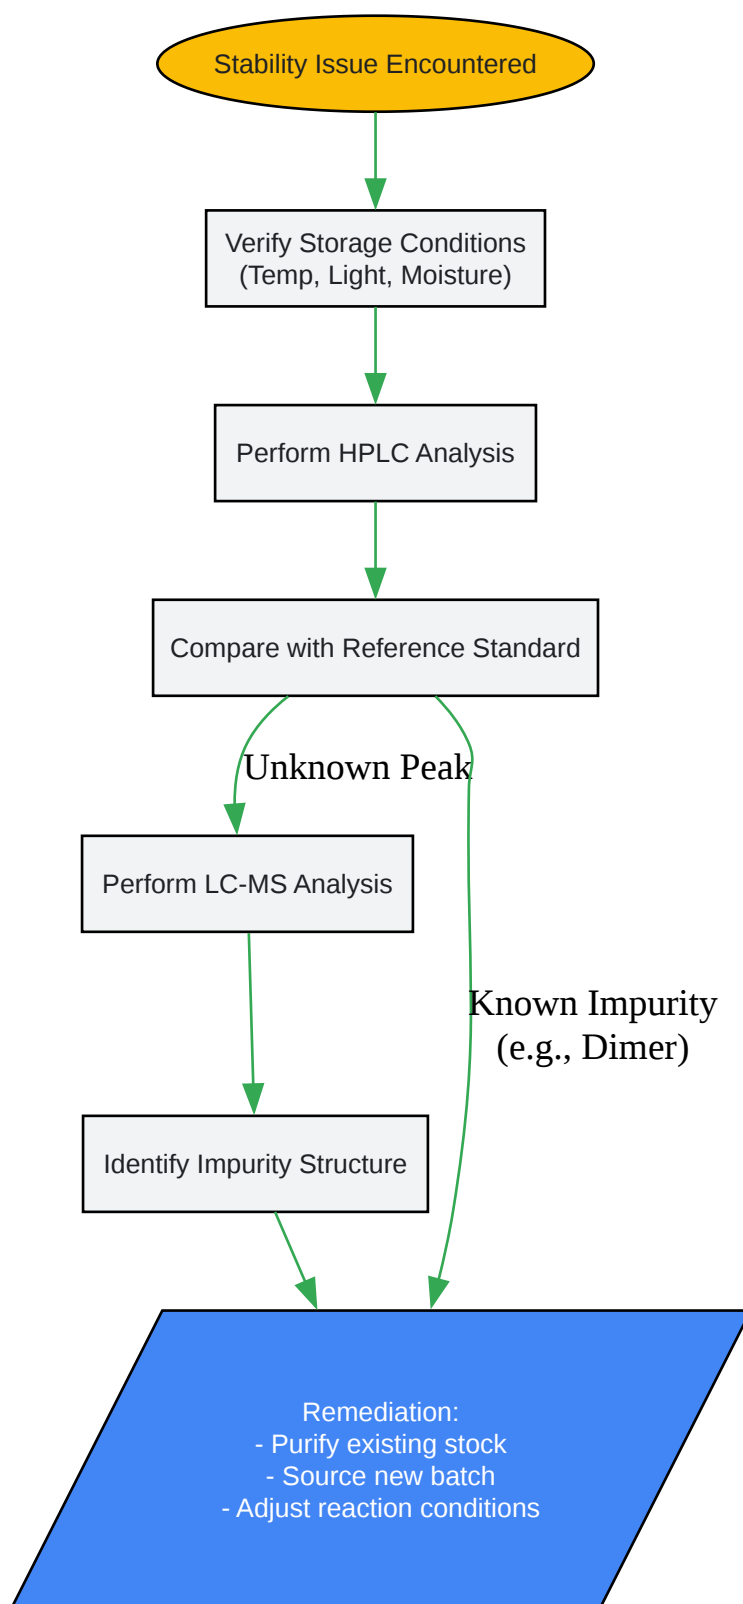 Stability Issue Encountered
Verify Storage Conditions
(Temp, Light, Moisture)
Perform HPLC Analysis
Compare with Reference Standard
Unknown Peak
Perform LC-MS Analysis
Known Impurity
(e.g., Dimer)
Identify Impurity Structure
Remediation:
- Purify existing stock
- Source new batch
- Adjust reaction conditions